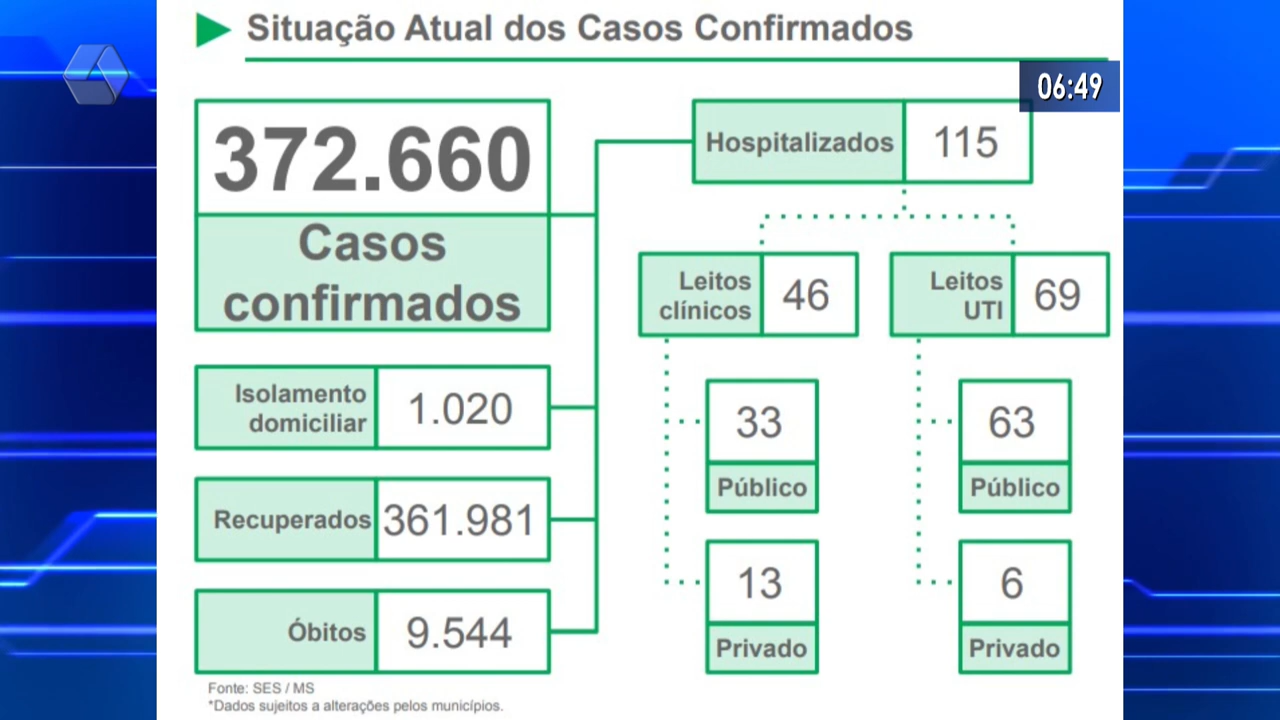 Situação Atual dos Casos Confirmados
06:49
372.660
Casos
confirmados
Isolamento
domiciliar
1.020
Recuperados
361.981
Óbitos
9.544
Hospitalizados
115
Leitos
clínicos
46
Leitos
UTI
69
33
Público
13
Privado
63
Público
6
Privado
Fonte: SES / MS
*Dados sujeitos a alterações pelos municípios.